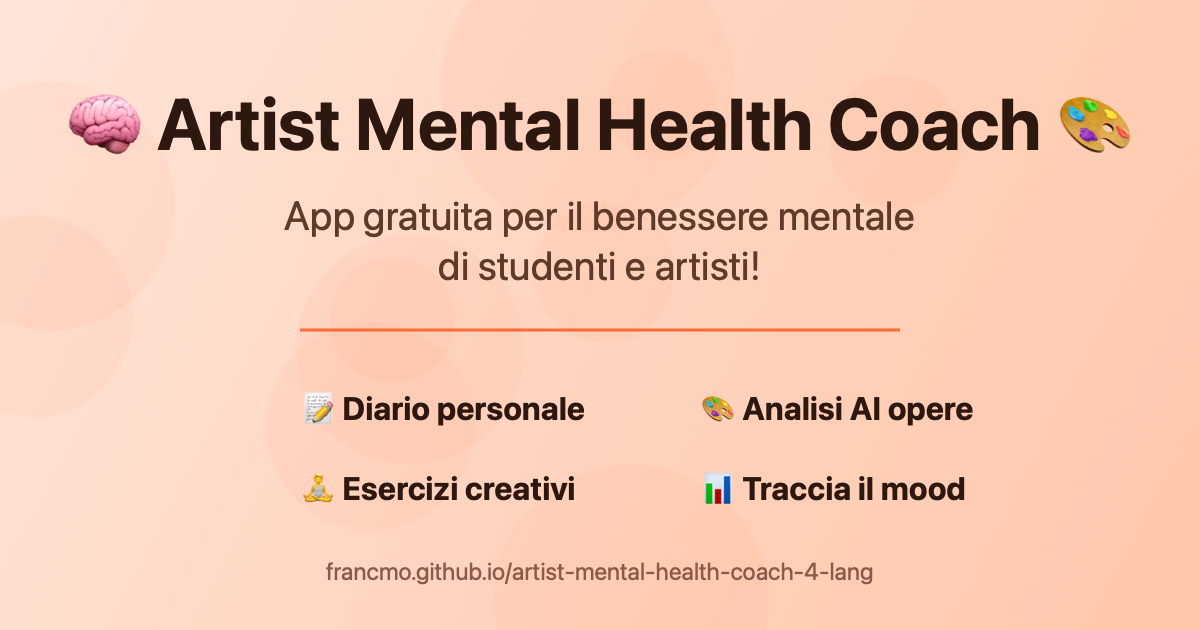 🧠 Artist Mental Health Coach 🎨
App gratuita per il benessere mentale
di studenti e artisti!
📝 Diario personale
🎨 Analisi AI opere
🧘 Esercizi creativi
📊 Traccia il mood
francmo.github.io/artist-mental-health-coach-4-lang